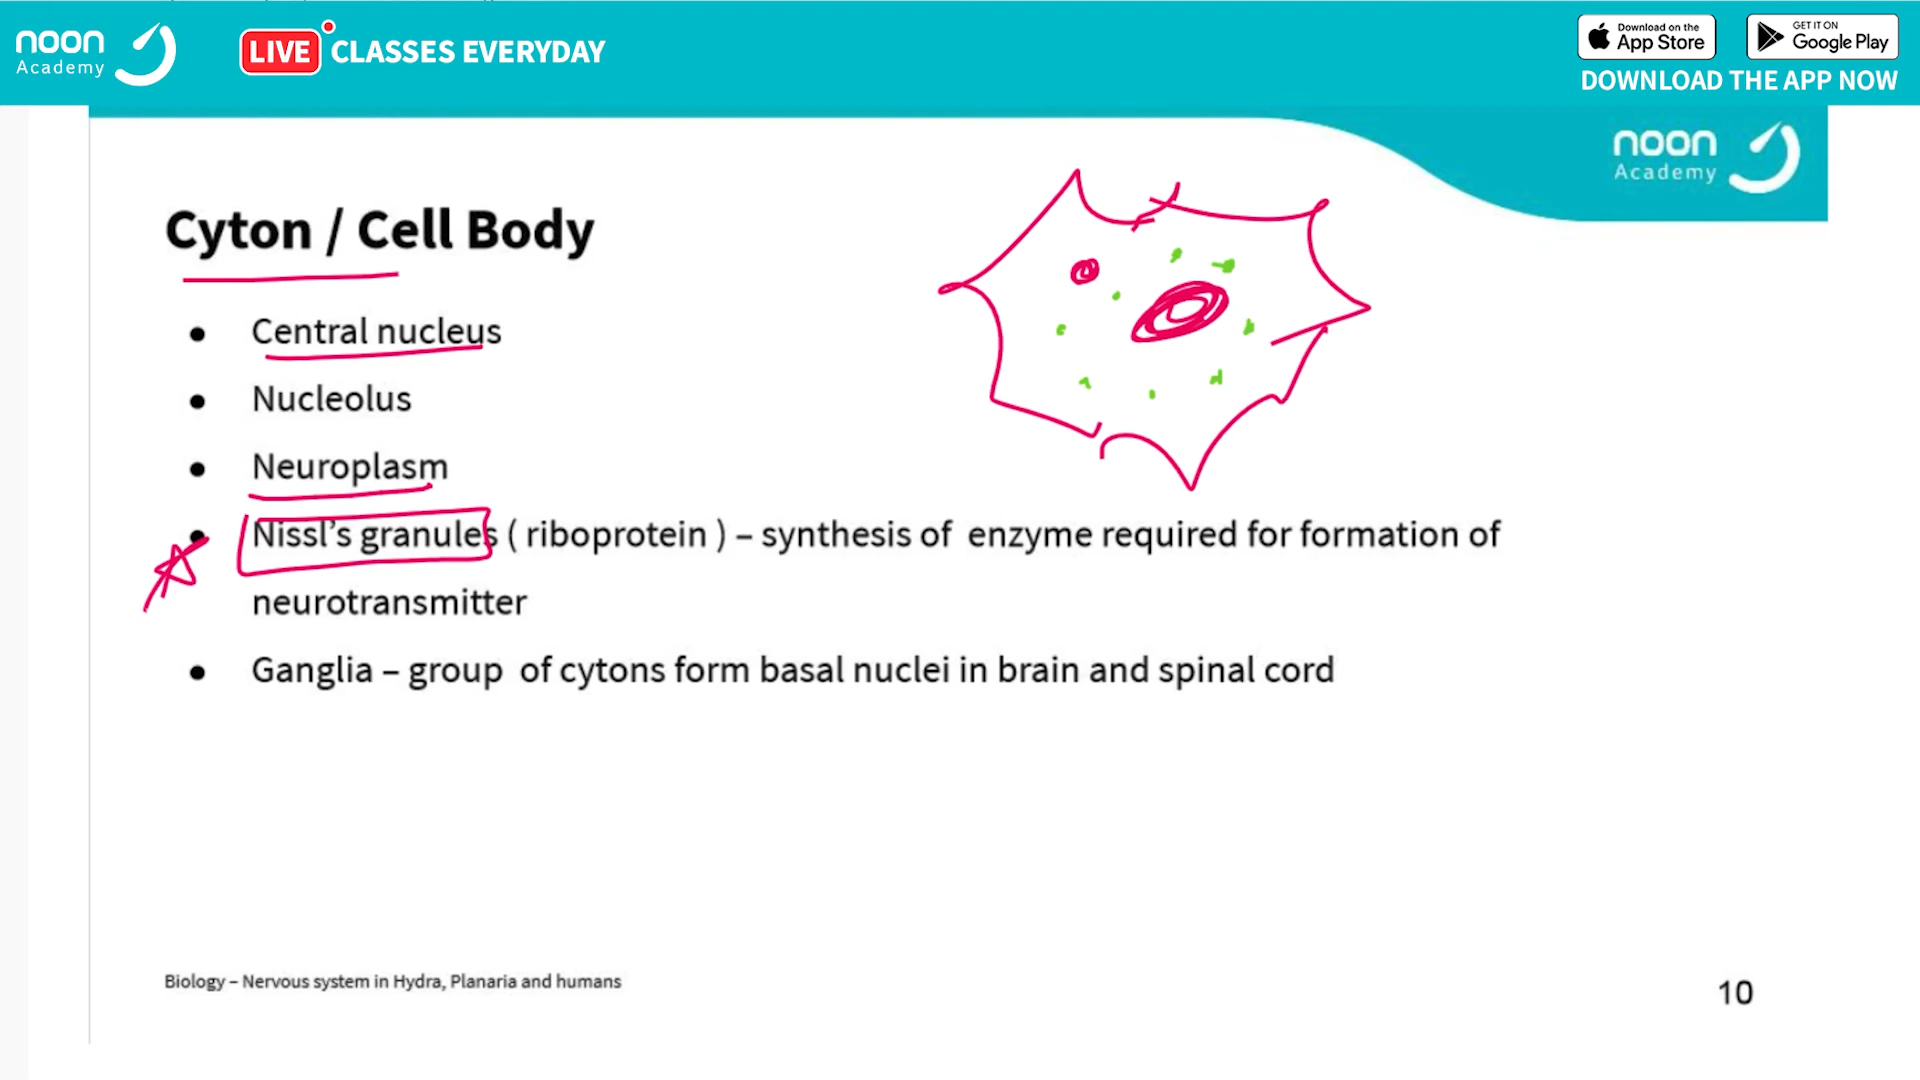 noon
Academy
LIVE CLASSES EVERYDAY
Download on the
App Store
GET IT ON
Google Play
DOWNLOAD THE APP NOW
noon
Academy
Cyton / Cell Body
● Central nucleus
● Nucleolus
● Neuroplasm
● Nissl's granules ( riboprotein ) – synthesis of enzyme required for formation of
neurotransmitter
● Ganglia – group of cytons form basal nuclei in brain and spinal cord
Biology – Nervous system in Hydra, Planaria and humans
10